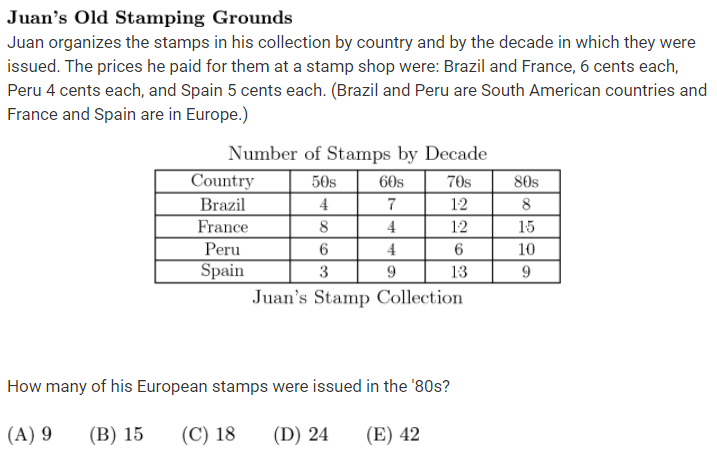 Juan's Old Stamping Grounds
Juan organizes the stamps in his collection by country and by the decade in which they were
issued. The prices he paid for them at a stamp shop were: Brazil and France, 6 cents each,
Peru 4 cents each, and Spain 5 cents each. (Brazil and Peru are South American countries and
France and Spain are in Europe.)
Number of Stamps by Decade
Country 50s 60s 70s 80s
Brazil 4 7 12 8
France 8 4 12 15
Peru 6 4 6 10
Spain 3 9 13 9
Juan's Stamp Collection
How many of his European stamps were issued in the '80s?
(A) 9 (B) 15 (C) 18 (D) 24 (E) 42